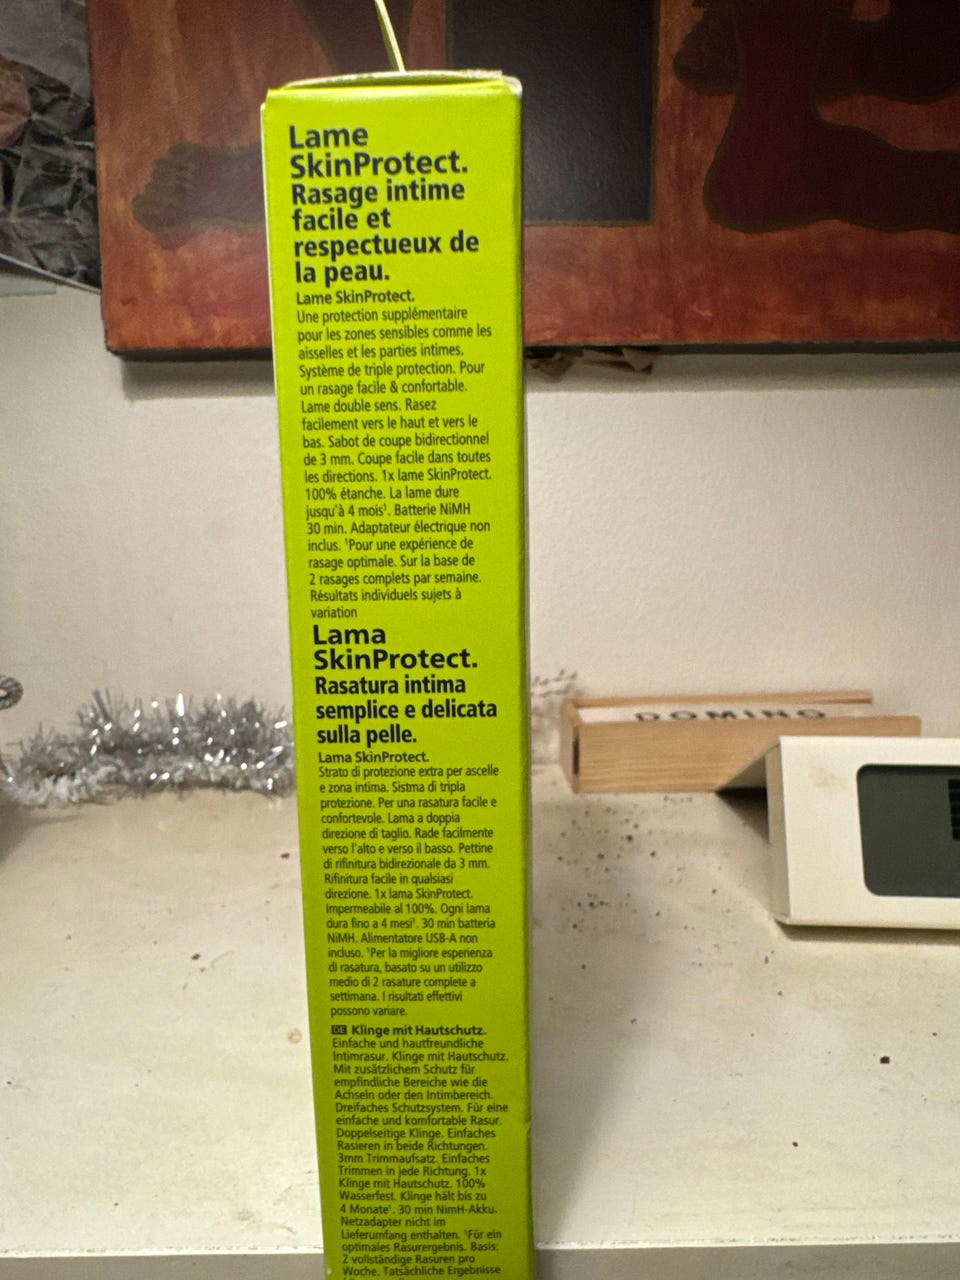 Lame
SkinProtect.
Rasage intime
facile et
respectueux de
la peau.
Lame SkinProtect.
Une protection supplémentaire
pour les zones sensibles comme les
aisselles et les parties intimes.
Système de triple protection. Pour
un rasage facile & confortable.
Lame double sens. Rasez
facilement vers le haut et vers le
bas. Sabot de coupe bidirectionnel
de 3 mm. Coupe facile dans toutes
les directions. 1x lame SkinProtect.
100% étanche. La lame dure
jusqu'à 4 mois¹. Batterie NiMH
30 min. Adaptateur électrique non
inclus. ¹Pour une expérience de
rasage optimale. Sur la base de
2 rasages complets par semaine.
Résultats individuels sujets à
variation
Lama
SkinProtect.
Rasatura intima
semplice e delicata
sulla pelle.
Lama SkinProtect.
Strato di protezione extra per ascelle
e zona intima. Sistma di tripla
protezione. Per una rasatura facile e
confortevole. Lama a doppia
direzione di taglio. Rade facilmente
verso l'alto e verso il basso. Pettine
di rifinitura bidirezionale da 3 mm.
Rifinitura facile in qualsiasi
direzione. 1x lama SkinProtect.
Impermeabile al 100%. Ogni lama
dura fino a 4 mesi¹. 30 min batteria
NiMH. Alimentatore USB-A non
incluso. ¹Per la migliore esperienza
di rasatura, basato su un utilizzo
medio di 2 rasature complete a
settimana. I risultati effettivi
possono variare.
DE Klinge mit Hautschutz.
Einfache und hautfreundliche
Intimrasur. Klinge mit Hautschutz.
Mit zusätzlichem Schutz für
empfindliche Bereiche wie die
Achseln oder den Intimbereich.
Dreifaches Schutzsystem. Für eine
einfache und komfortable Rasur.
Doppelseitige Klinge. Einfaches
Rasieren in beide Richtungen.
3mm Trimmaufsatz. Einfaches
Trimmen in jede Richtung. 1x
Klinge mit Hautschutz. 100%
Wasserfest. Klinge hält bis zu
4 Monate¹. 30 min NimH-Akku.
Netzadapter nicht im
Lieferumfang enthalten. ¹Für ein
optimales Rasurergebnis. Basis:
2 vollständige Rasuren pro
Woche. Tatsächliche Ergebnisse
DOMINO